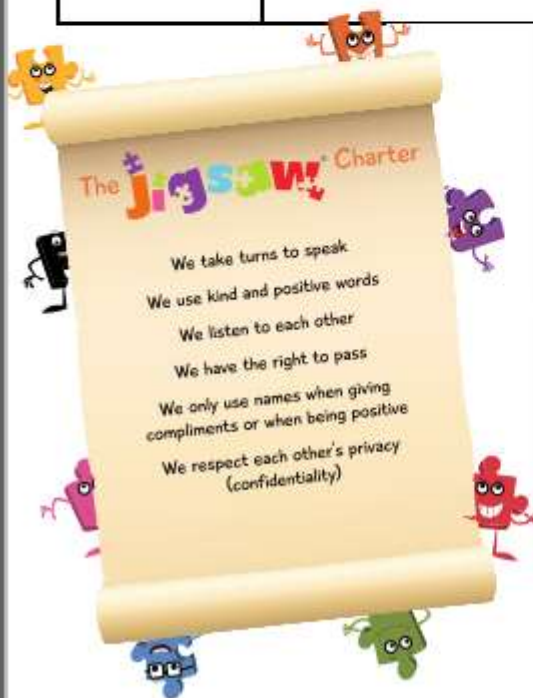 The Jigsaw® Charter
We take turns to speak
We use kind and positive words
We listen to each other
We have the right to pass
We only use names when giving
compliments or when being positive
We respect each other's privacy
(confidentiality)